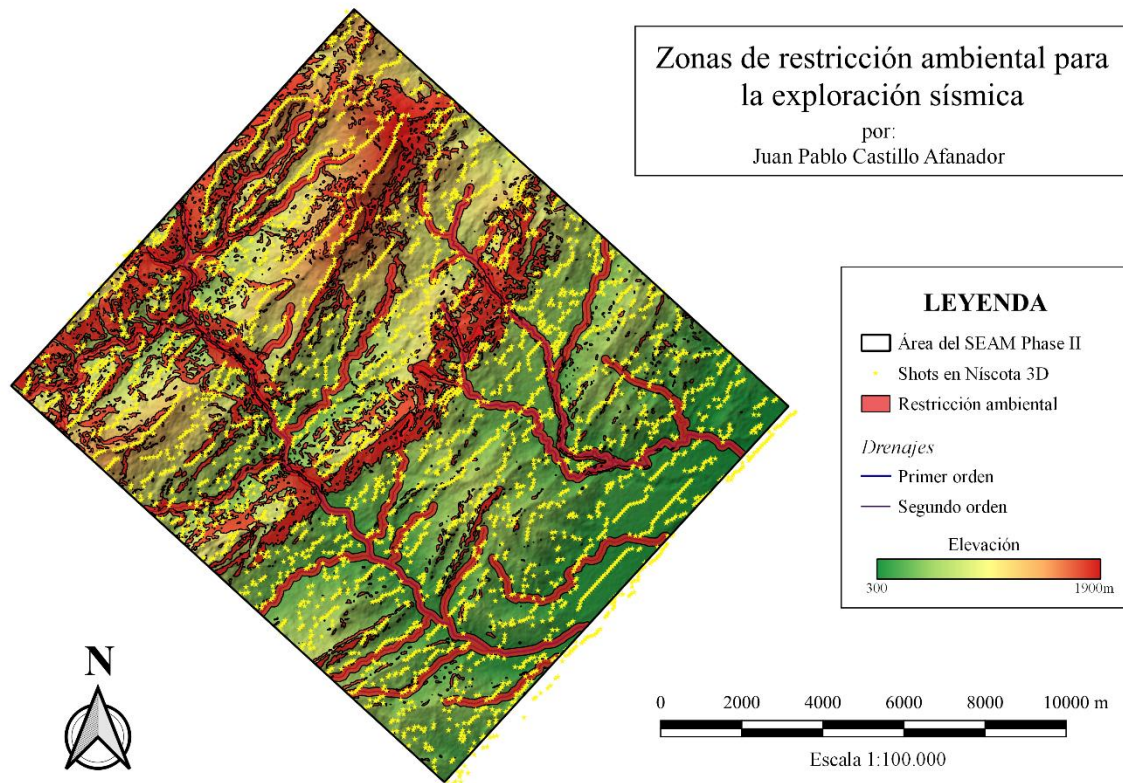 Zonas de restricción ambiental para
la exploración sísmica
por:
Juan Pablo Castillo Afanador
LEYENDA
Área del SEAM Phase II
Shots en Níscota 3D
Restricción ambiental
Drenajes
Primer orden
Segundo orden
Elevación
300 1900m
N
0 2000 4000 6000 8000 10000 m
Escala 1:100.000